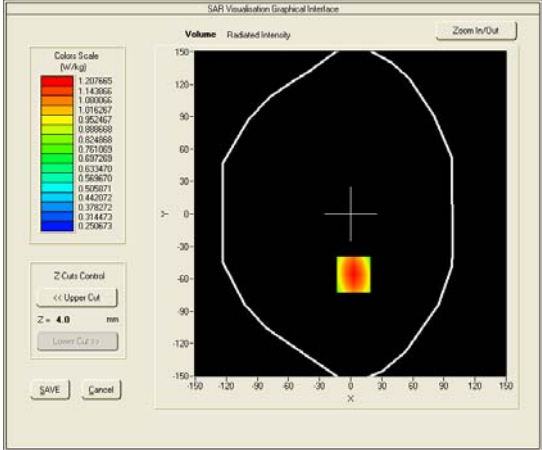 SAR Visualisation Graphical Interface
Volume Radiated Intensity
Zoom In/Out
Colors Scale
(W/kg)
1.207665
1.143866
1.080066
1.016267
0.952467
0.888668
0.824868
0.761069
0.697269
0.633470
0.569670
0.505871
0.442072
0.378272
0.314473
0.250673
Z Cuts Control
<< Upper Cut
Z = 4.0 mm
Lower Cut >>
SAVE Cancel
150
120
90
60
30
0
-30
-60
-90
-120
-150
Y
-150 -120 -90 -60 -30 0 30 60 90 120 150
X